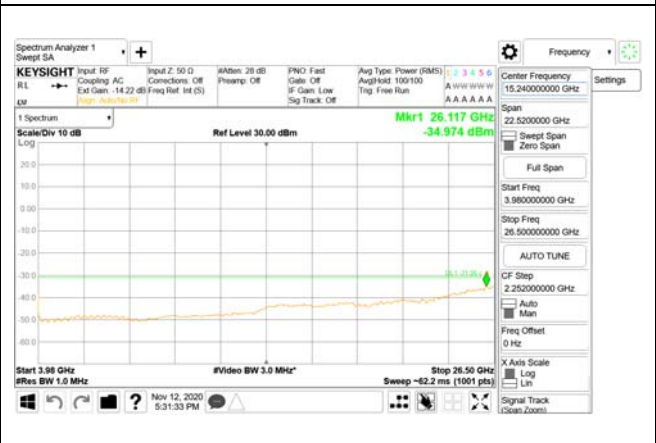 Spectrum Analyzer 1
Swept SA
+
Frequency
KEYSIGHT
RL
Input: RF
Coupling: AC
Ext Gain: -14.22 dB
Align: Auto/No RF
Input Z: 50 Ω
Corrections: Off
Freq Ref: Int (S)
#Atten: 28 dB
Preamp: Off
PNO: Fast
Gate: Off
IF Gain: Low
Sig Track: Off
Avg Type: Power (RMS)
Avg|Hold: 100/100
Trig: Free Run
1 2 3 4 5 6
A W W W W W
A A A A A A
Settings
1 Spectrum
Scale/Div 10 dB
Ref Level 30.00 dBm
Mkr1 26.117 GHz
-34.974 dBm
Log
20.0
10.0
0.00
-10.0
-20.0
-30.0
-40.0
-50.0
-60.0
Start 3.98 GHz
#Res BW 1.0 MHz
#Video BW 3.0 MHz*
Stop 26.50 GHz
Sweep ~62.2 ms (1001 pts)
Center Frequency
15.240000000 GHz
Span
22.5200000 GHz
Swept Span
Zero Span
Full Span
Start Freq
3.980000000 GHz
Stop Freq
26.500000000 GHz
AUTO TUNE
CF Step
2.252000000 GHz
Auto
Man
Freq Offset
0 Hz
X Axis Scale
Log
Lin
Signal Track
(Span Zoom)
?
Nov 12, 2020
5:31:33 PM